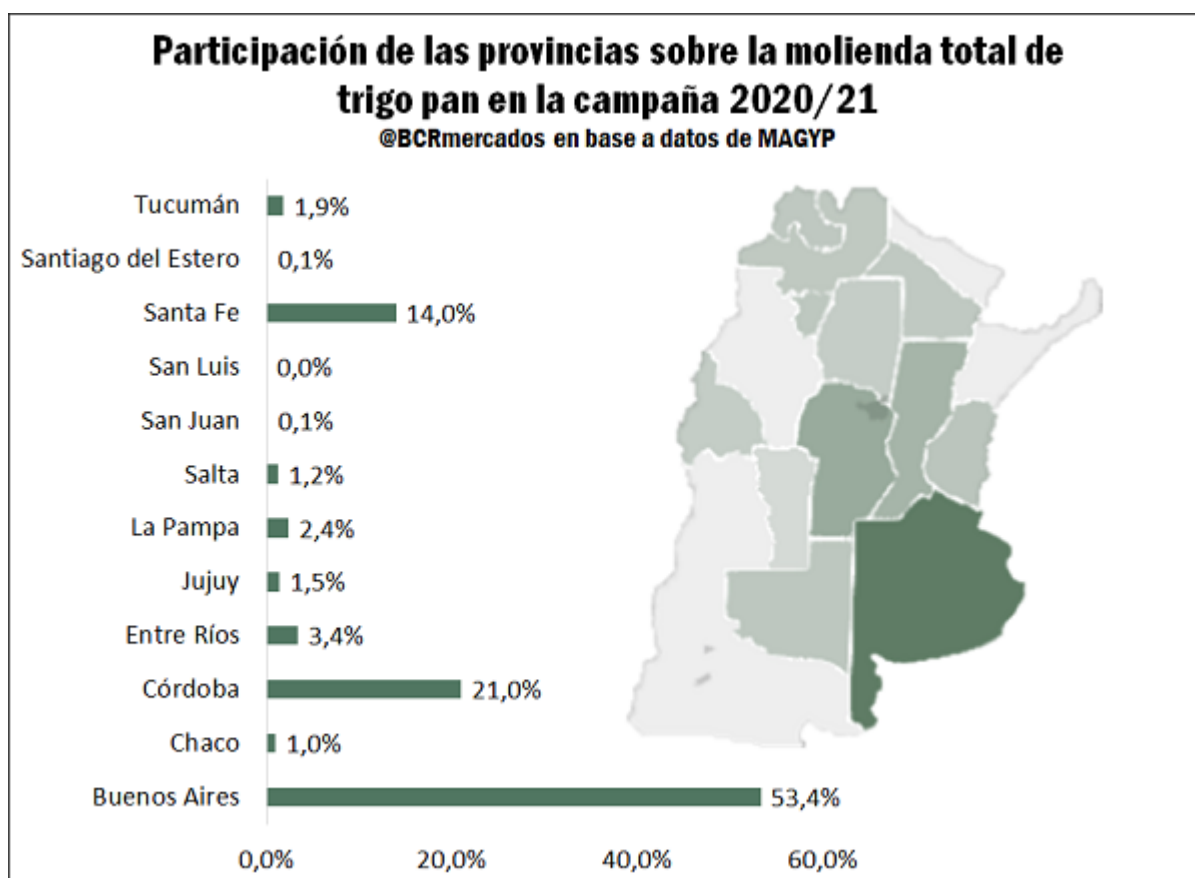 Participación de las provincias sobre la molienda total de
trigo pan en la campaña 2020/21
@BCRmercados en base a datos de MAGYP
Tucumán 1,9%
Santiago del Estero 0,1%
Santa Fe 14,0%
San Luis 0,0%
San Juan 0,1%
Salta 1,2%
La Pampa 2,4%
Jujuy 1,5%
Entre Ríos 3,4%
Córdoba 21,0%
Chaco 1,0%
Buenos Aires 53,4%
0,0% 20,0% 40,0% 60,0%